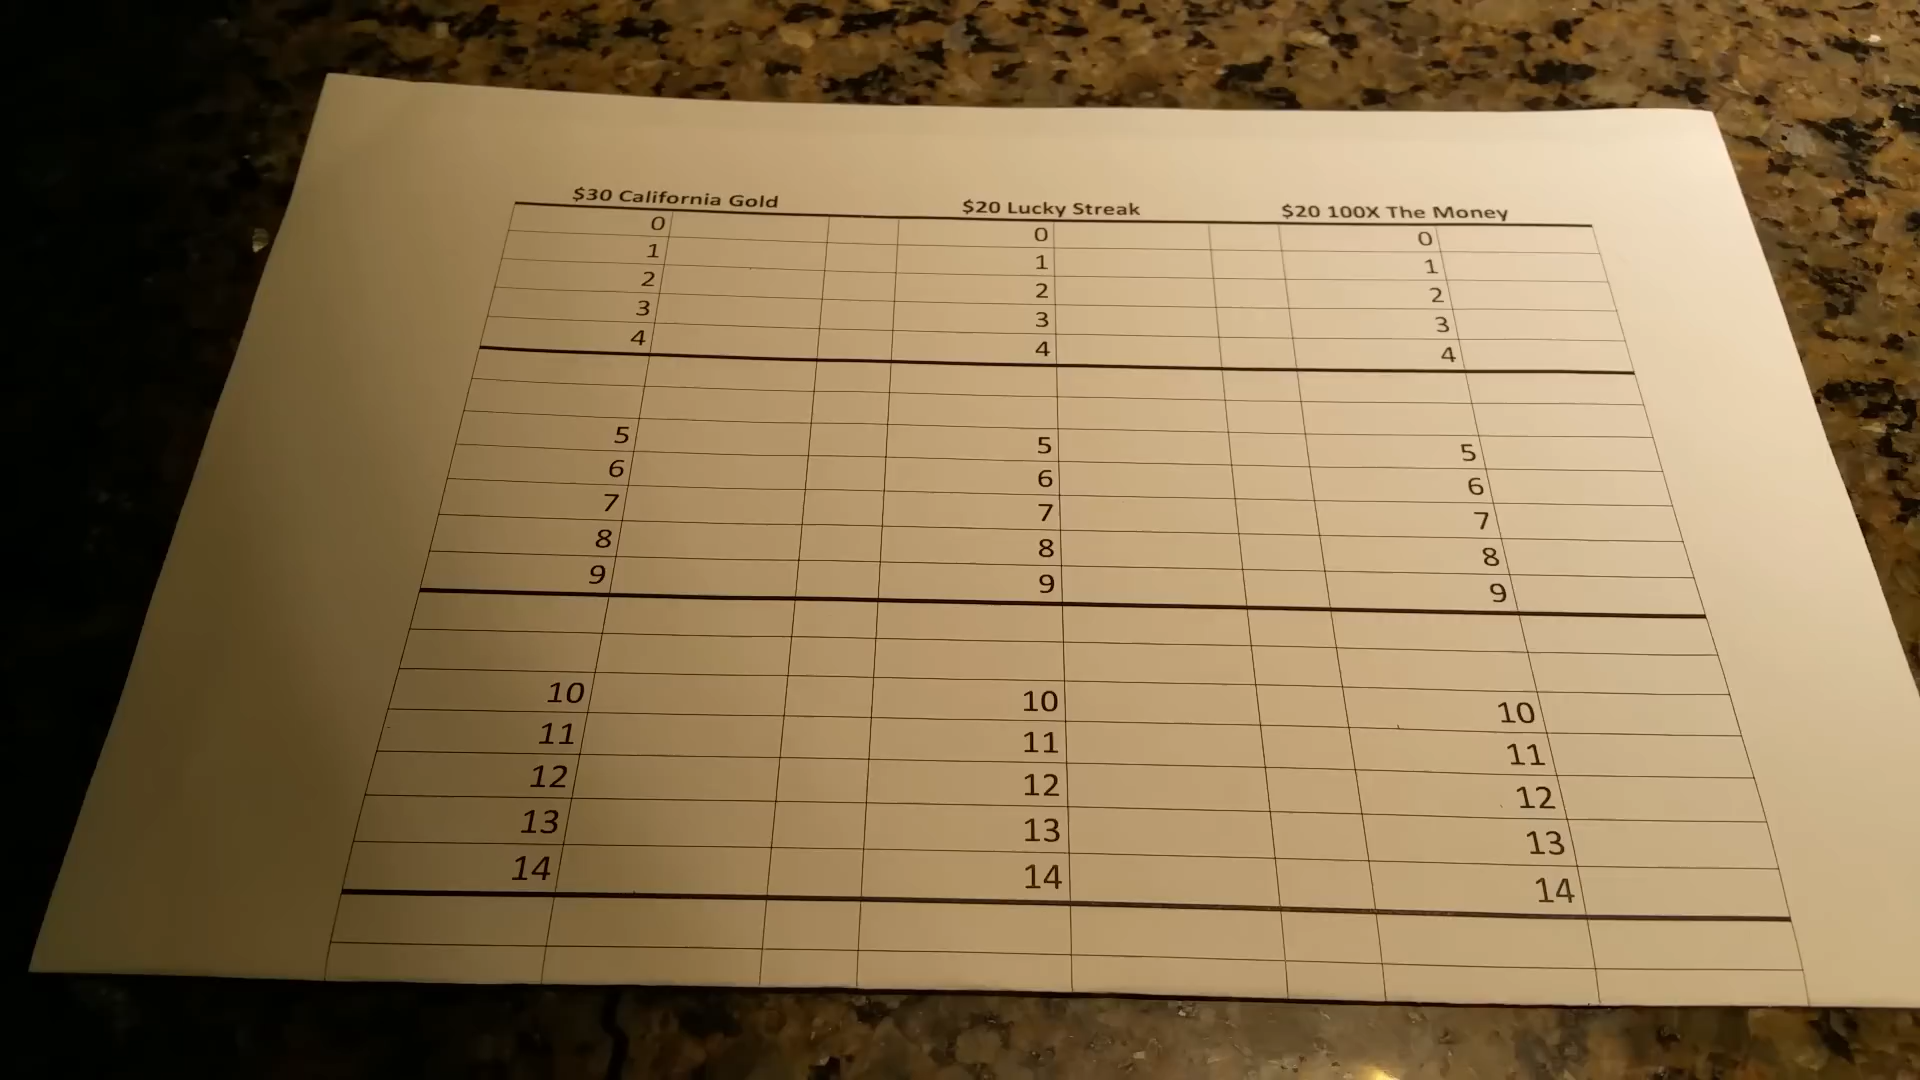 $30 California Gold $20 Lucky Streak $20 100X The Money
0 0 0
1 1 1
2 2 2
3 3 3
4 4 4
5 5 5
6 6 6
7 7 7
8 8 8
9 9 9
10 10 10
11 11 11
12 12 12
13 13 13
14 14 14